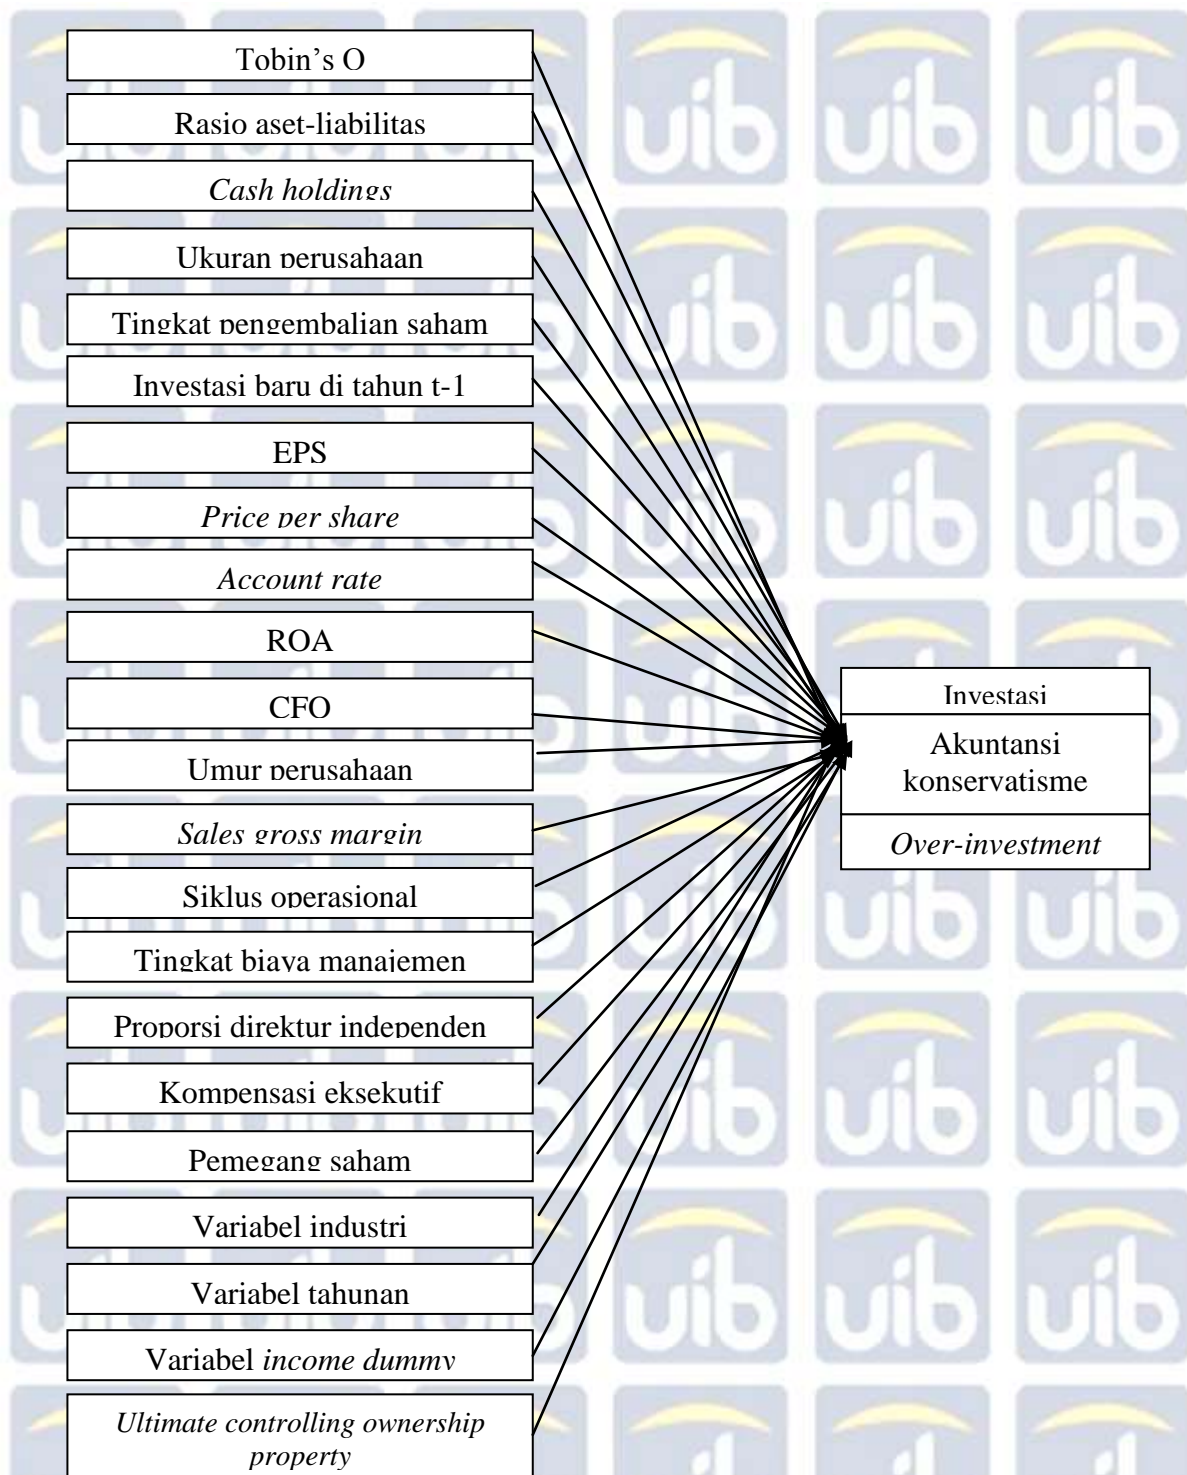 Tobin’s Q
Rasio aset-liabilitas
Cash holdings
Ukuran perusahaan
Tingkat pengembalian saham
Investasi baru di tahun t-1
EPS
Price per share
Account rate
ROA
CFO
Umur perusahaan
Sales gross margin
Siklus operasional
Tingkat biaya manajemen
Proporsi direktur independen
Kompensasi eksekutif
Pemegang saham
Variabel industri
Variabel tahunan
Variabel income dummy
Ultimate controlling ownership
property
Investasi
Akuntansi
konservatisme
Over-investment
uib